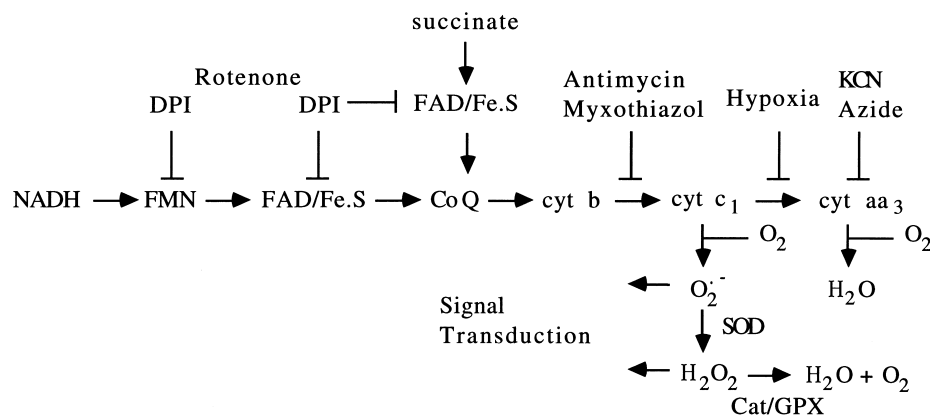 succinate
Rotenone
DPI DPI FAD/Fe.S
Antimycin
Myxothiazol
Hypoxia
KCN
Azide
NADH FMN FAD/Fe.S CoQ cyt b cyt c₁ cyt aa₃
O₂ O₂
Signal
Transduction
O₂·⁻ H₂O
SOD
H₂O₂ H₂O + O₂
Cat/GPX